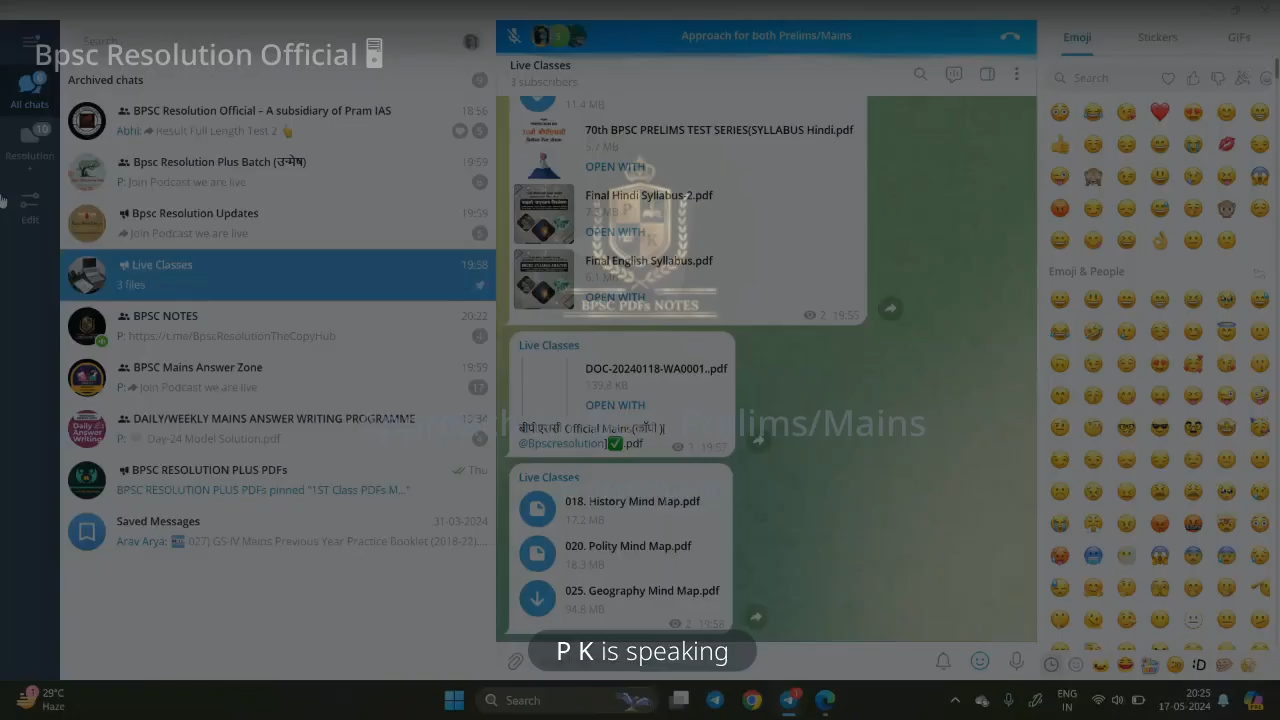 Bpsc Resolution Official
Search
Archived chats
All chats
6
Resolution
10
Edit
BPSC Resolution Official – A subsidiary of Pram IAS
18:56
Abhi: Result Full Length Test 2
Bpsc Resolution Plus Batch (उन्मेष)
19:59
P: Join Podcast we are live
Bpsc Resolution Updates
19:59
Join Podcast we are live
Live Classes
19:58
3 files
BPSC NOTES
20:22
P: https://t.me/BpscResolutionTheCopyHub
4
BPSC Mains Answer Zone
19:59
P: Join Podcast we are live
17
DAILY/WEEKLY MAINS ANSWER WRITING PROGRAMME
P: Day-24 Model Solution.pdf
BPSC RESOLUTION PLUS PDFs
Thu
BPSC RESOLUTION PLUS PDFs pinned "1ST Class PDFs M..."
Saved Messages
31-03-2024
Arav Arya: 027) GS-IV Mains Previous Year Practice Booklet (2018-22)....
Approach for both Prelims/Mains
Live Classes
3 subscribers
11.4 MB
70th BPSC PRELIMS TEST SERIES(SYLLABUS Hindi.pdf
5.7 MB
OPEN WITH
Final Hindi Syllabus-2.pdf
OPEN WITH
Final English Syllabus.pdf
6.1 MB
OPEN WITH
2 19:55
P B
K
BPSC PDFs NOTES
Live Classes
DOC-20240118-WA0001..pdf
139.8 KB
OPEN WITH
बीपीएससी Official Mains(कॉपी )[
@Bpscresolution]✅.pdf
2 19:57
Prelims/Mains
Live Classes
018. History Mind Map.pdf
17.2 MB
020. Polity Mind Map.pdf
18.3 MB
025. Geography Mind Map.pdf
94.8 MB
2 19:58
P K is speaking
Emoji
Stickers
GIFs
Search
Emoji & People
29°C
Haze
Search
ENG
IN
20:25
17-05-2024